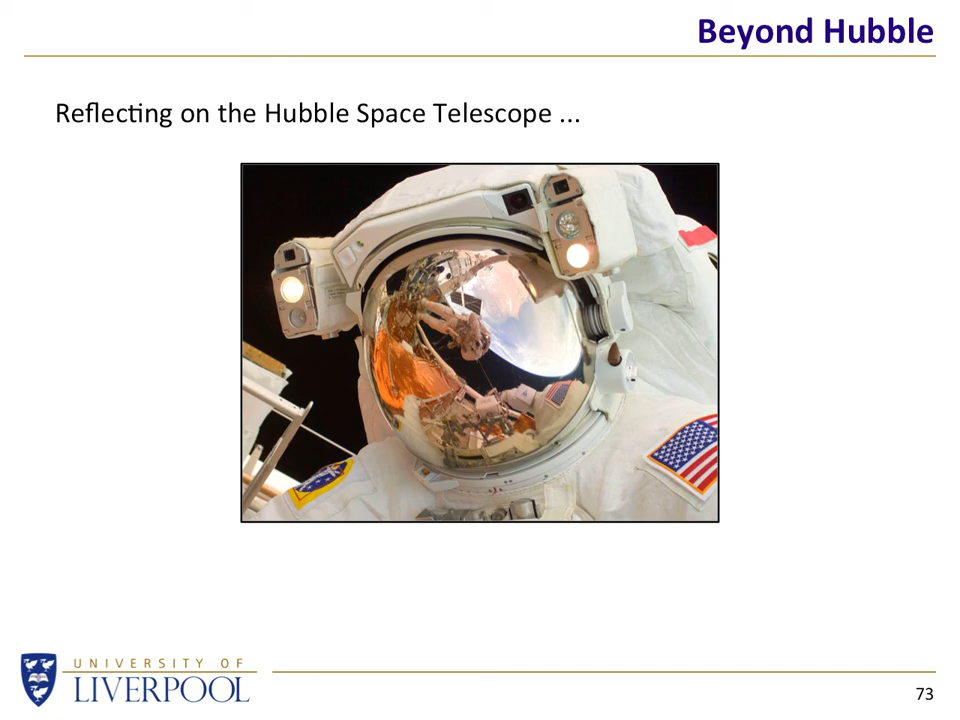 Beyond Hubble
Reflecting on the Hubble Space Telescope ...
UNIVERSITY OF
LIVERPOOL
73